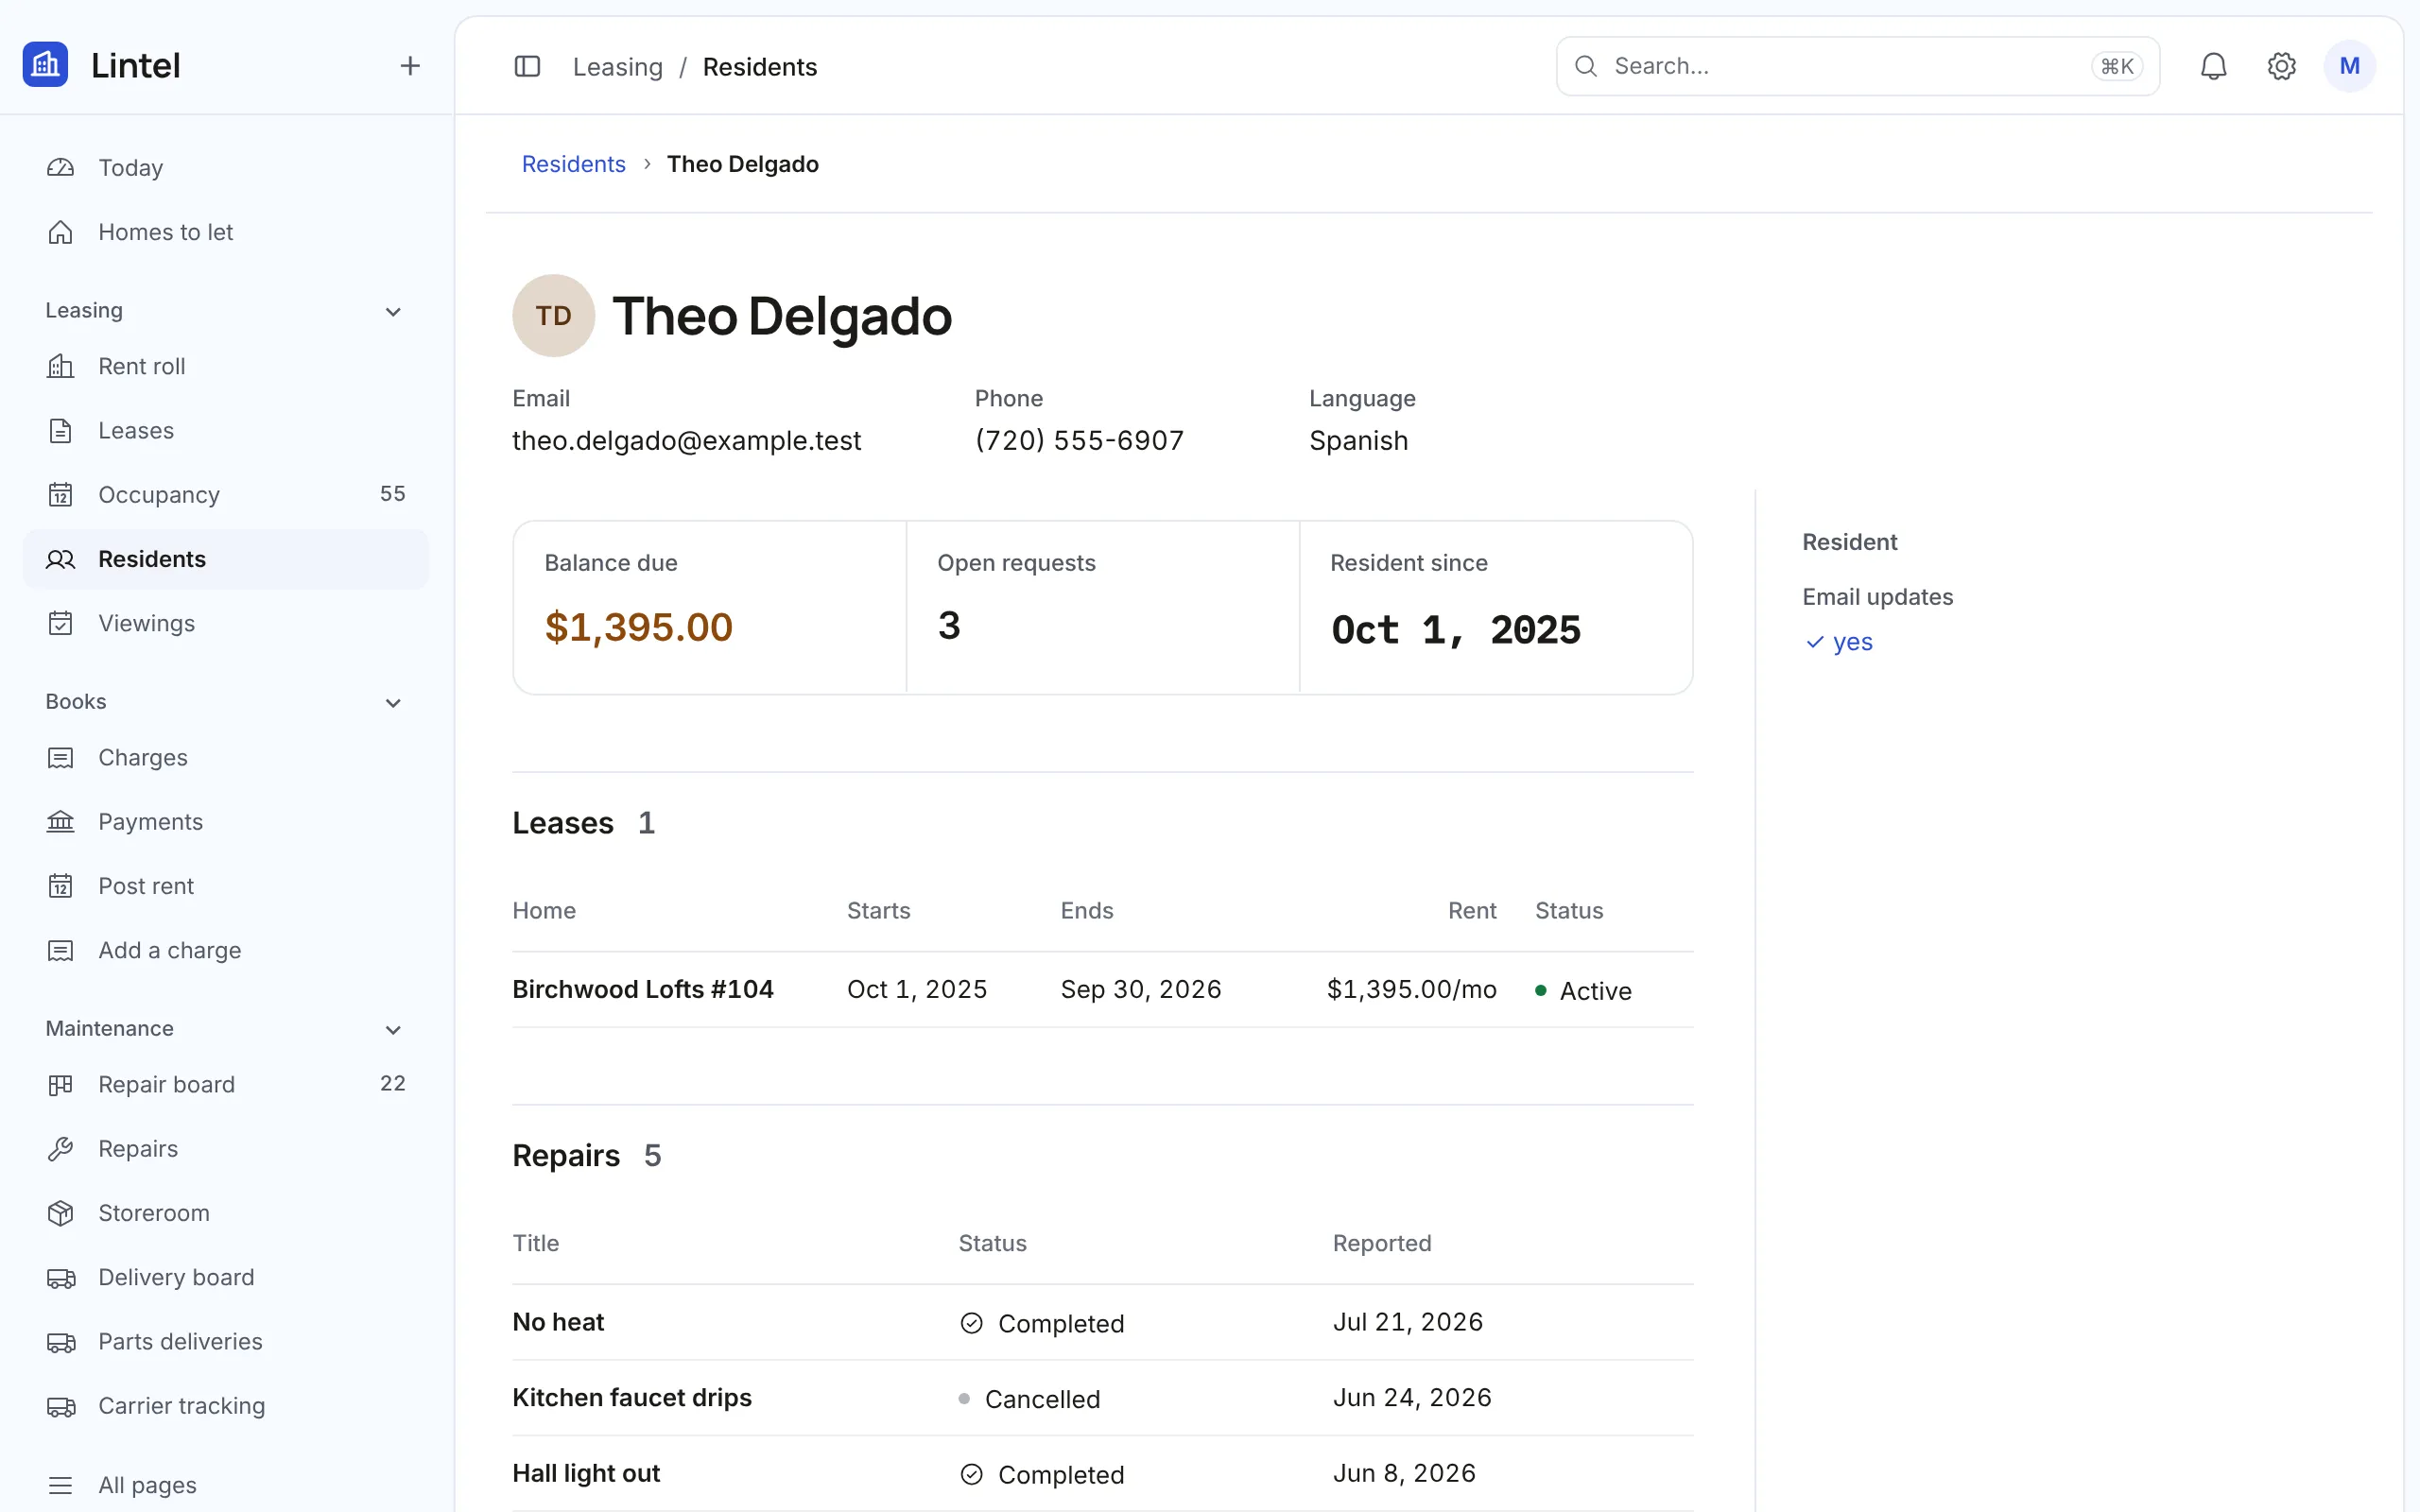 Lintel
Today
Homes to let
Leasing
Rent roll
Leases
Occupancy 55
Residents
Viewings
Books
Charges
Payments
Post rent
Add a charge
Maintenance
Repair board 22
Repairs
Storeroom
Delivery board
Parts deliveries
Carrier tracking
All pages
Leasing / Residents
Search... ⌘K
M
Residents › Theo Delgado
TD Theo Delgado
Email Phone Language
theo.delgado@example.test (720) 555-6907 Spanish
Balance due Open requests Resident since
$1,395.00 3 Oct 1, 2025
Resident
Email updates
yes
Leases 1
Home Starts Ends Rent Status
Birchwood Lofts #104 Oct 1, 2025 Sep 30, 2026 $1,395.00/mo Active
Repairs 5
Title Status Reported
No heat Completed Jul 21, 2026
Kitchen faucet drips Cancelled Jun 24, 2026
Hall light out Completed Jun 8, 2026